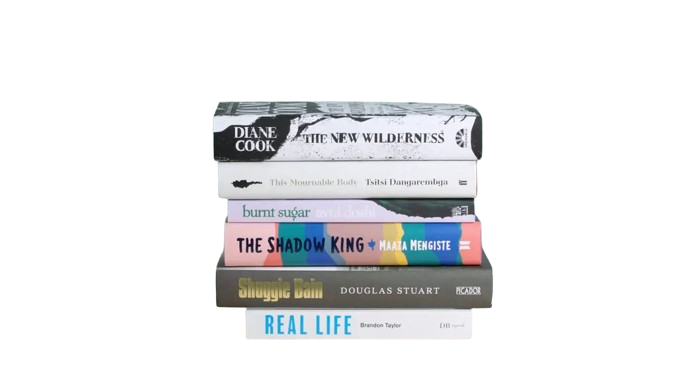 DIANE
COOK
THE NEW WILDERNESS
This Mournable Body Tsitsi Dangarembga
burnt sugar avni doshi
THE SHADOW KING MAAZA MENGISTE
Shuggie Bain DOUGLAS STUART PICADOR
REAL LIFE Brandon Taylor DB